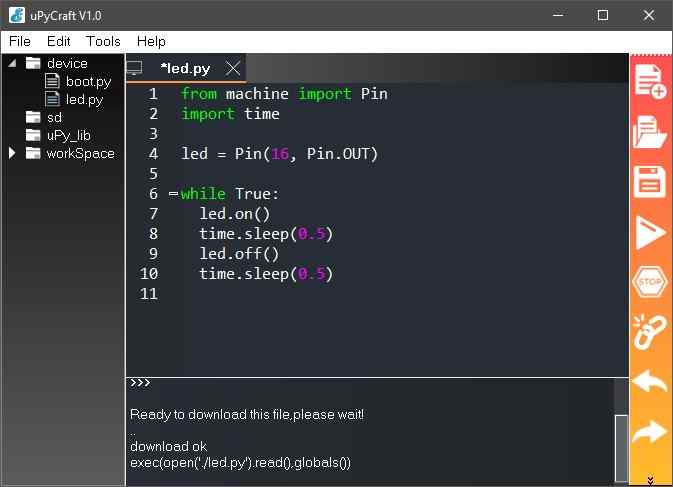 uPyCraft V1.0
File Edit Tools Help
device
boot.py
led.py
sd
uPy_lib
workSpace
*led.py
1 from machine import Pin
2 import time
3
4 led = Pin(16, Pin.OUT)
5
6 while True:
7 led.on()
8 time.sleep(0.5)
9 led.off()
10 time.sleep(0.5)
11
>>>
Ready to download this file,please wait!
..
download ok
exec(open('./led.py').read().globals())
STOP